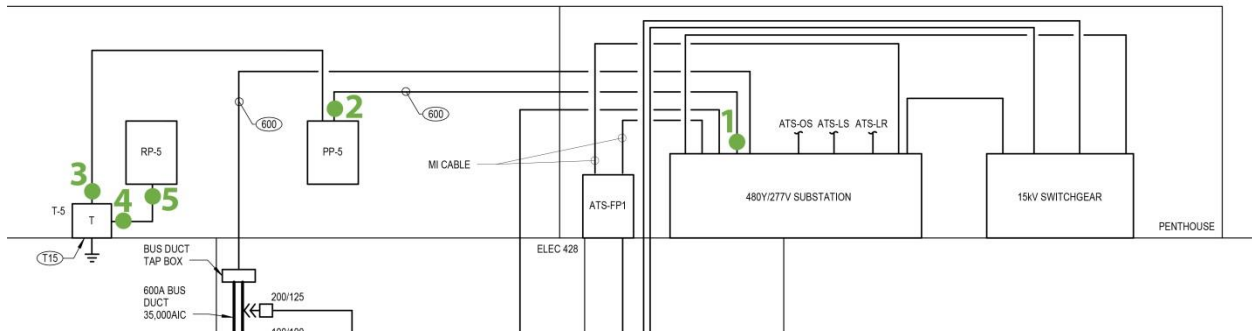 1
2
600
600
ATS-OS ATS-LS ATS-LR
RP-5
PP-5
MI CABLE
3
4
5
T-5
T
ATS-FP1
480Y/277V SUBSTATION
15kV SWITCHGEAR
PENTHOUSE
T15
BUS DUCT
TAP BOX
ELEC 428
600A BUS
DUCT
35,000AIC
200/125